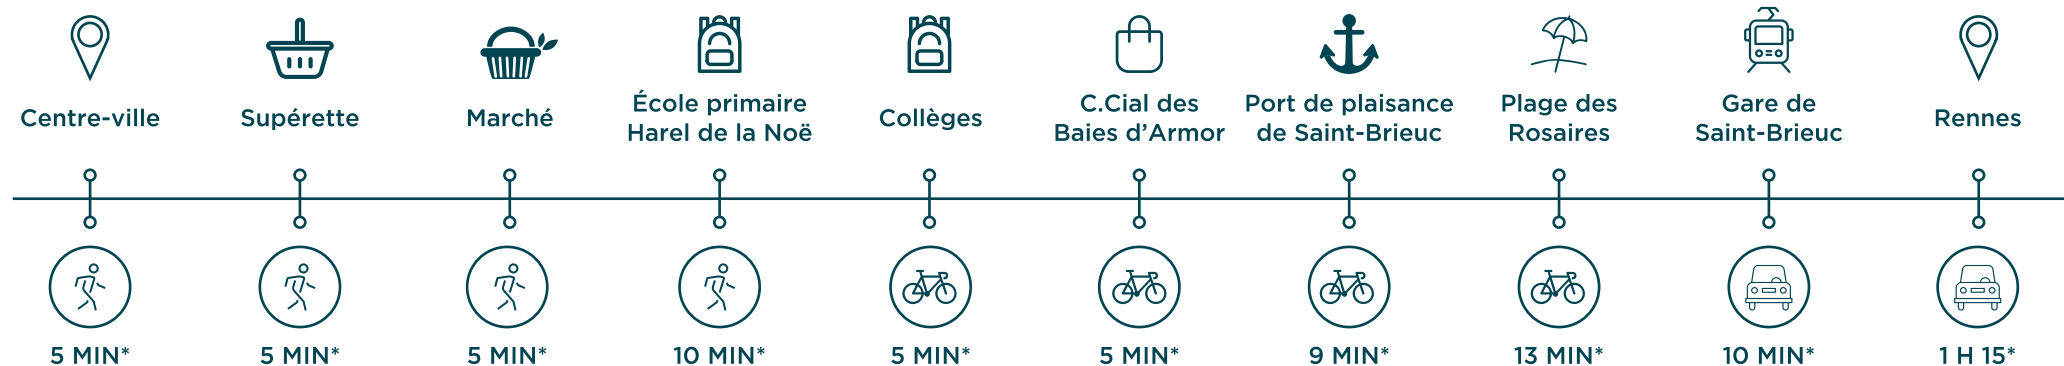 Centre-ville
Supérette
Marché
École primaire
Harel de la Noë
Collèges
C.Cial des
Baies d'Armor
Port de plaisance
de Saint-Brieuc
Plage des
Rosaires
Gare de
Saint-Brieuc
Rennes
5 MIN*
5 MIN*
5 MIN*
10 MIN*
5 MIN*
5 MIN*
9 MIN*
13 MIN*
10 MIN*
1 H 15*